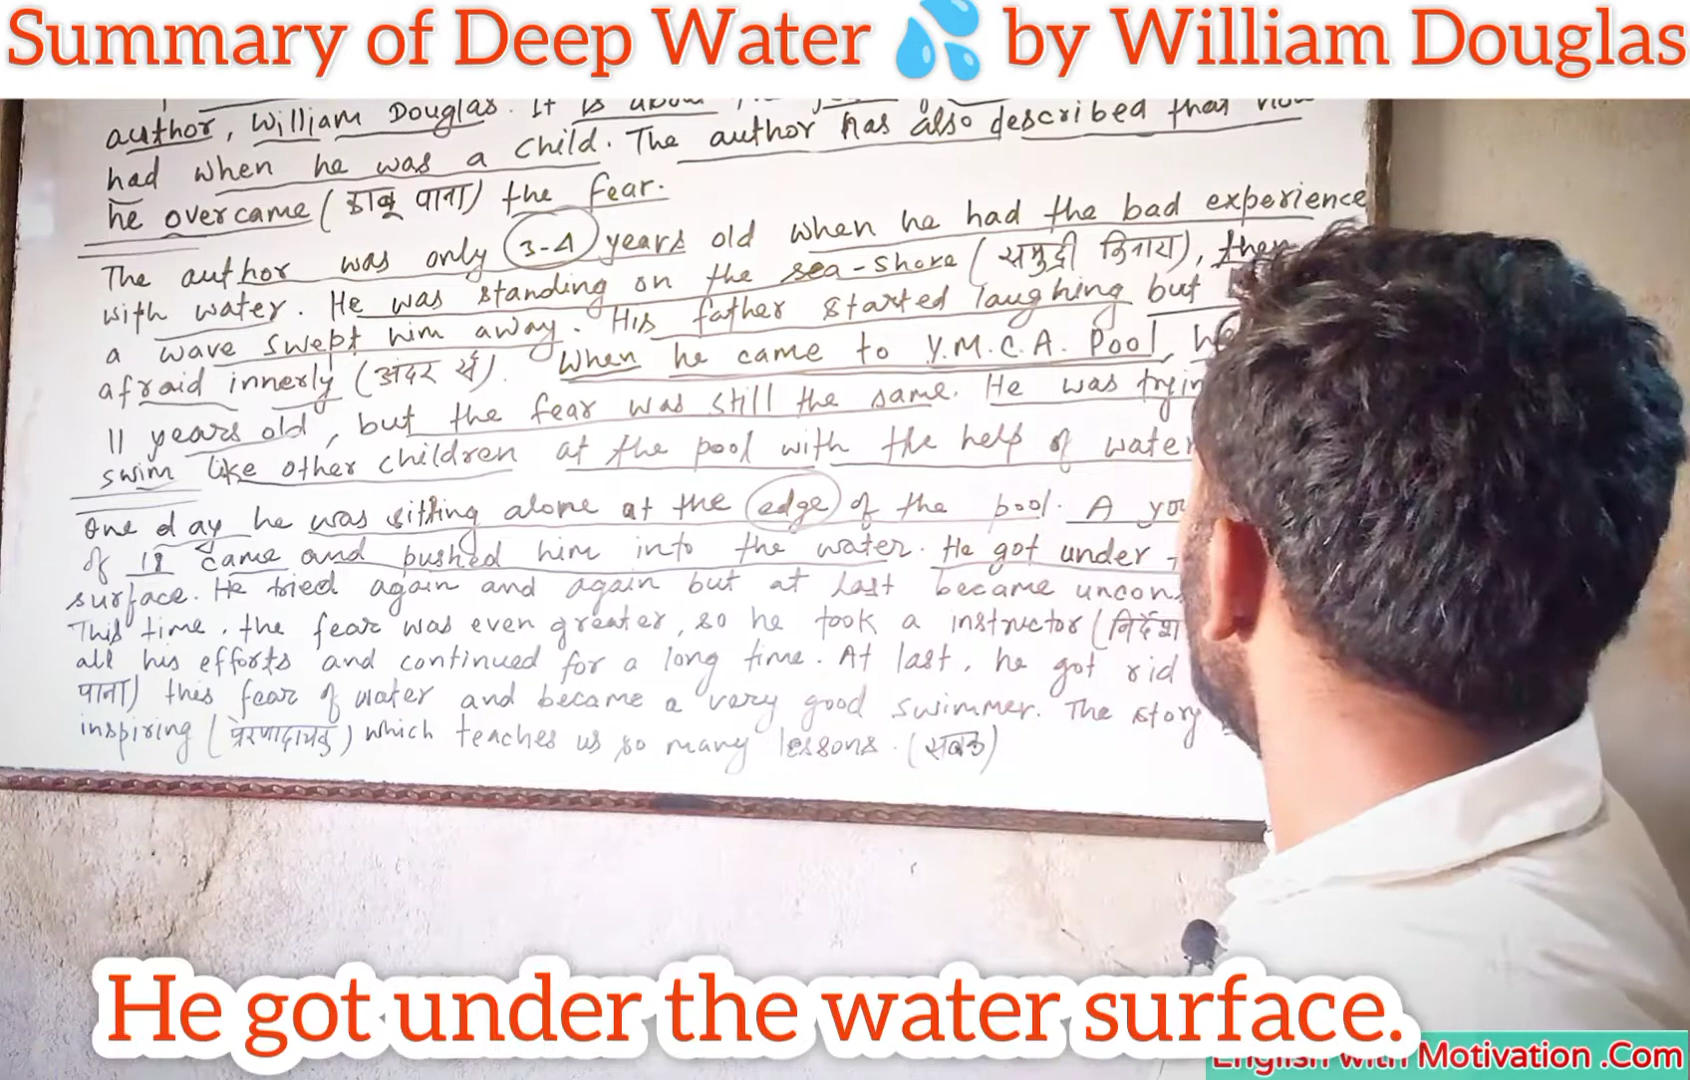 Summary of Deep Water 💦 by William Douglas
author, William Douglas. It is about
had when he was a child. The author has also described that how
he overcame (काबू पाना) the fear.
The author was only 3-4 years old when he had the bad experience
with water. He was standing on the sea-shore (समुद्री किनारा), then
a wave swept him away. His father started laughing but
afraid innerly (अंदर से). When he came to Y.M.C.A. Pool,
11 years old, but the fear was still the same. He was
swim like other children at the pool with the help of water
One day he was sitting alone at the edge of the pool. A
of 18 came and pushed him into the water. He got under
surface. He tried again and again but at last became
This time, the fear was even greater, so he took a instructor
all his efforts and continued for a long time. At last, he got rid
पाना) this fear of water and became a very good swimmer. The story
inspiring (प्रेरणादायक) which teaches us so many lessons. (सबक)
He got under the water surface.
English with Motivation .Com